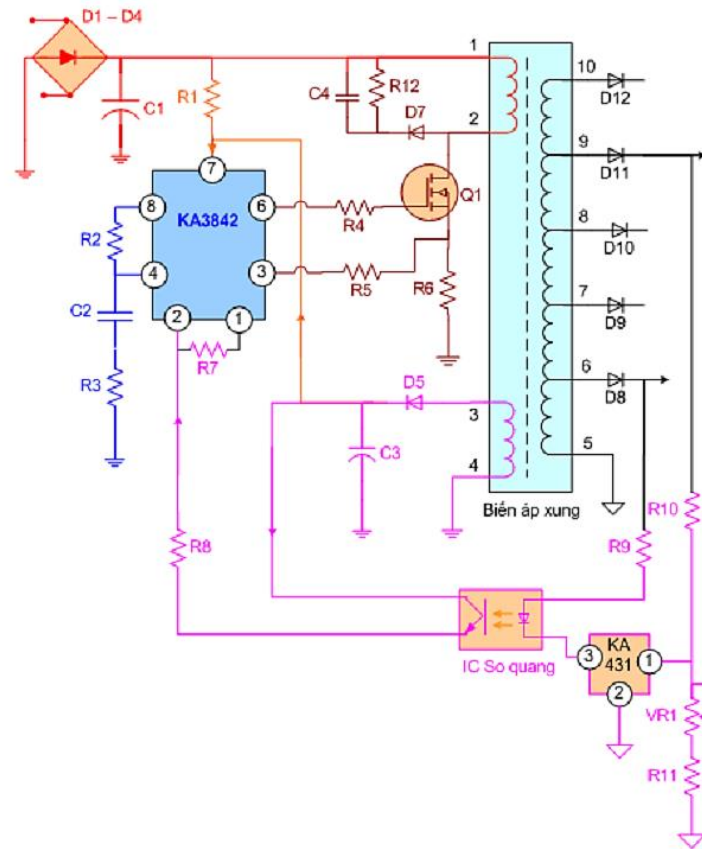 D1 – D4
1
10
D12
R12
C4
R1
C1
D7
2
9
D11
7
Q1
8
KA3842
6
R4
8
D10
R2
4
3
R5
R6
7
D9
C2
2
1
R7
6
D8
R3
D5
3
C3
4
5
Biến áp xung
R10
R8
R9
IC So quang
3
KA
431
1
2
VR1
R11